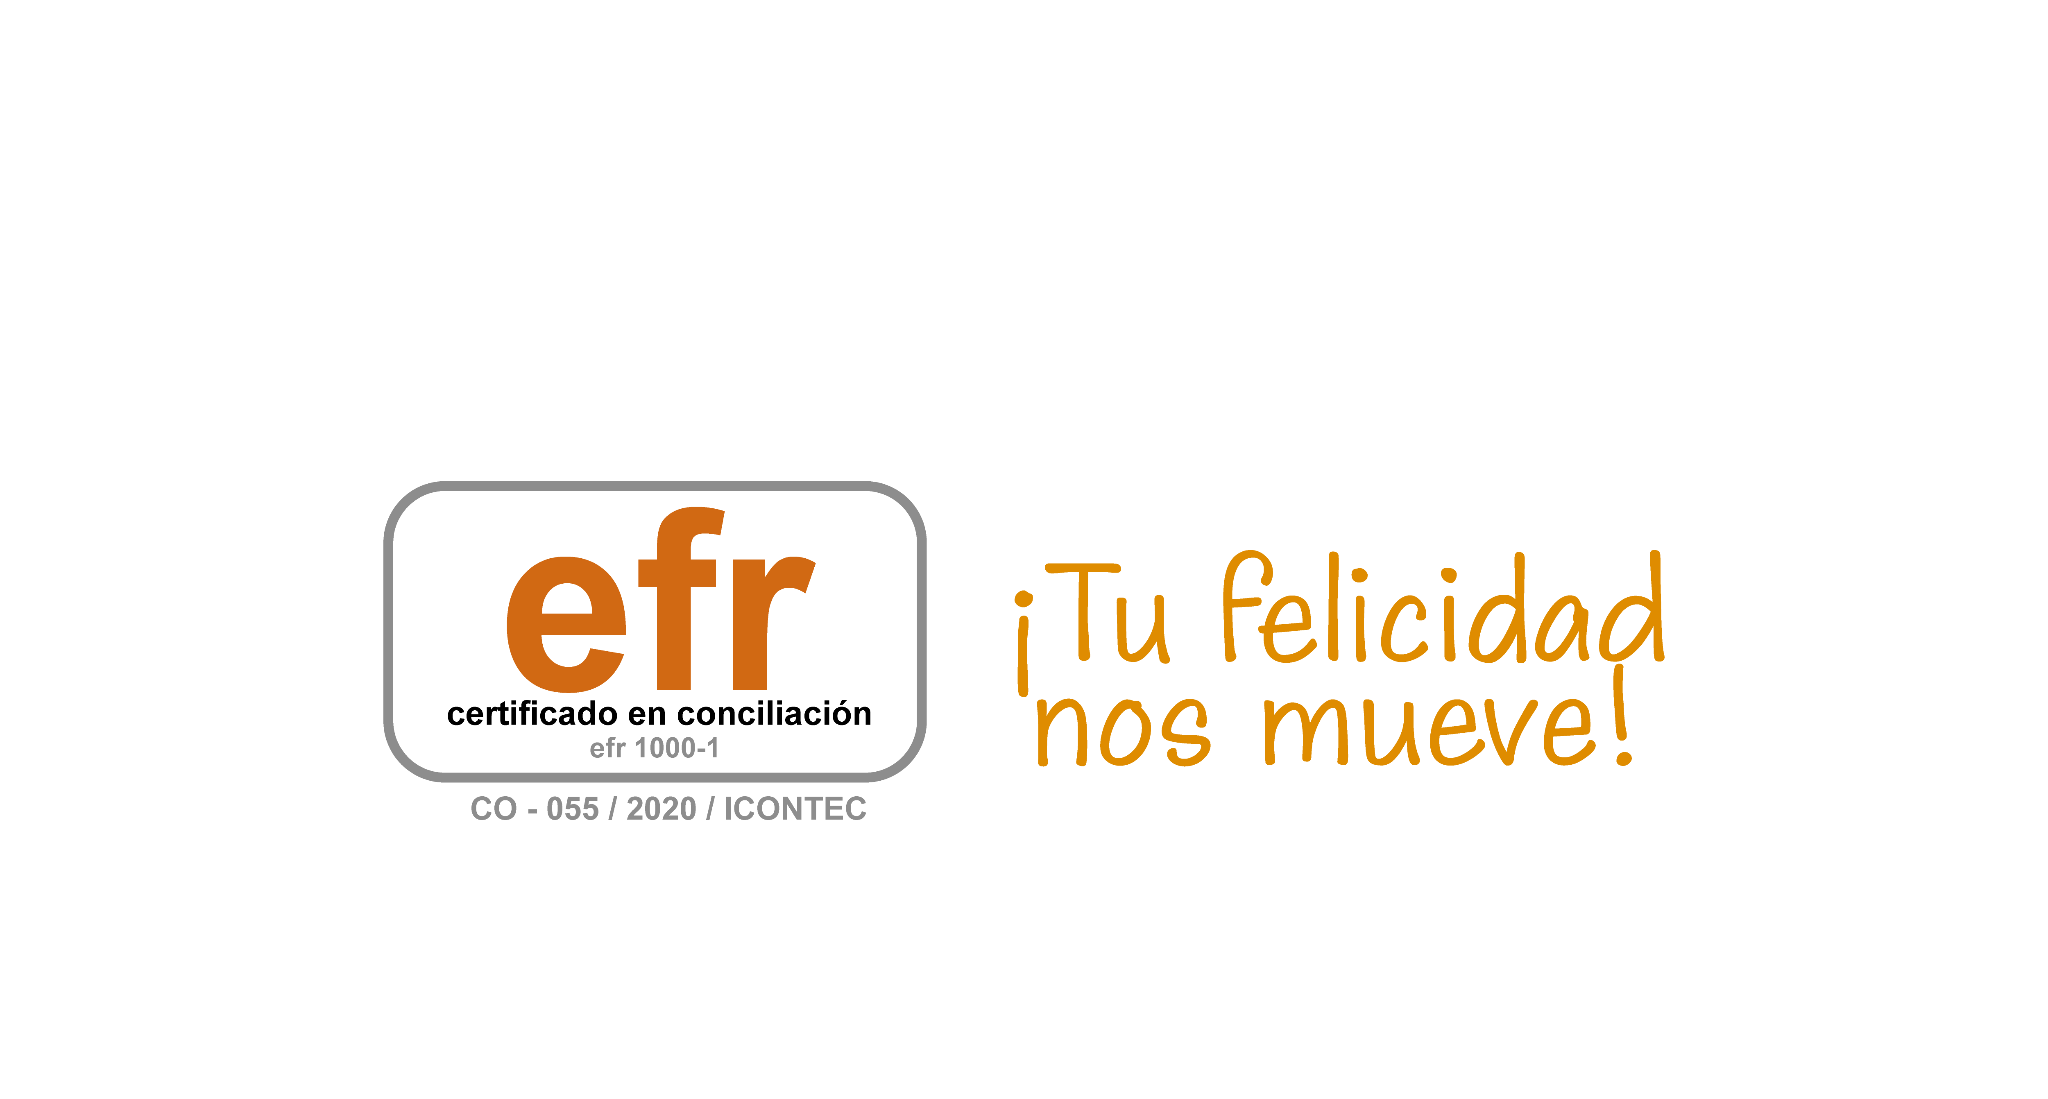 efr
certificado en conciliación
efr 1000-1
CO - 055 / 2020 / ICONTEC
¡Tu felicidad
nos mueve!